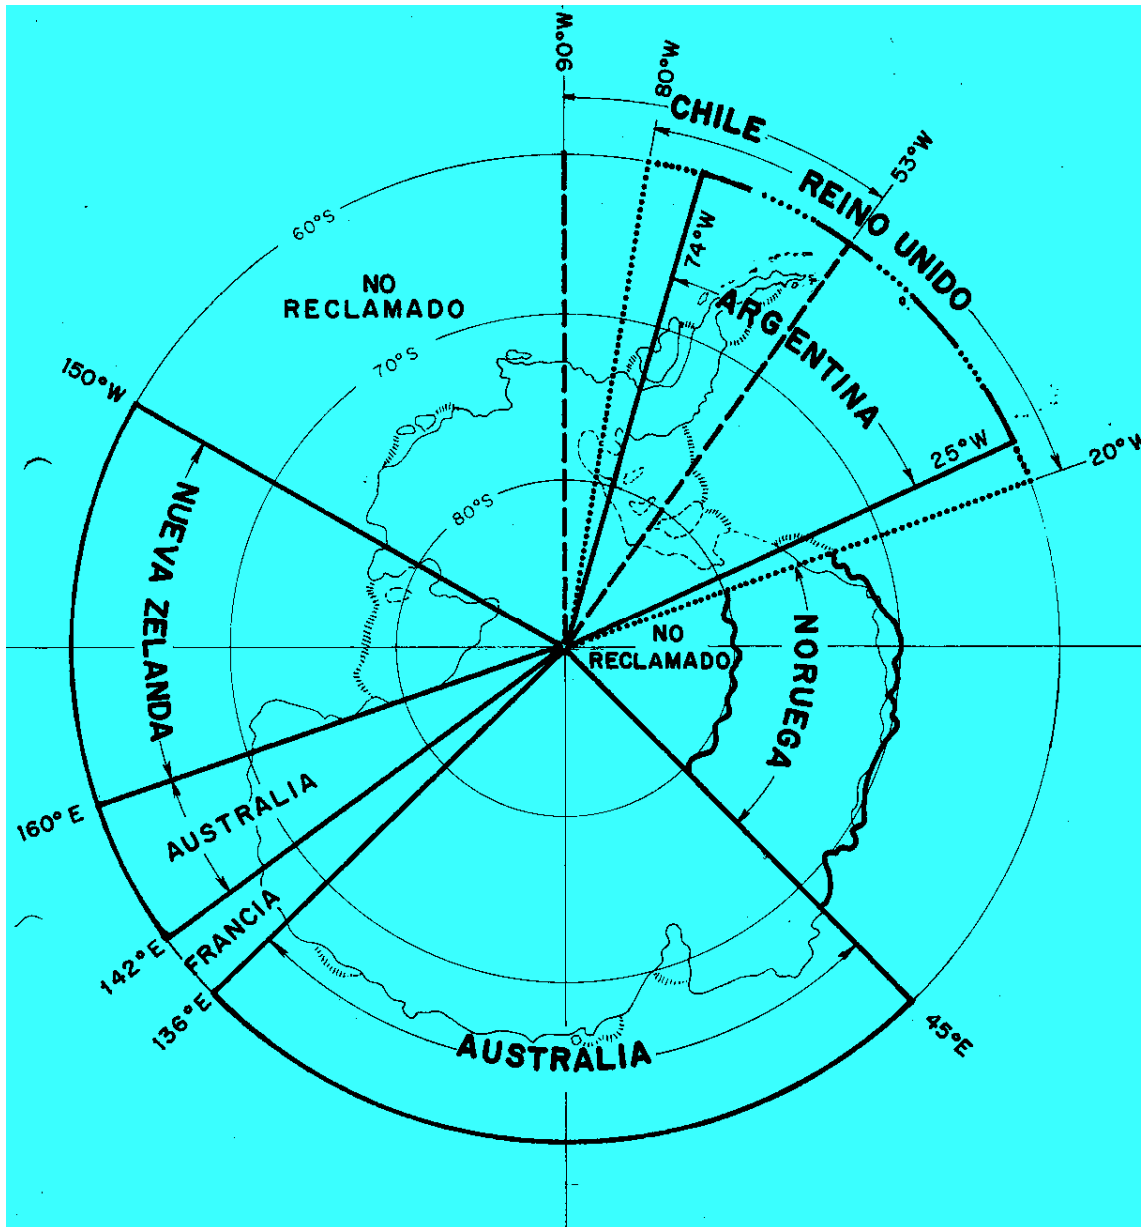 90°W
80°W
CHILE
53°W
REINO UNIDO
60°S
74°W
NO
RECLAMADO
ARGENTINA
70°S
150°W
25°W
20°W
80°S
NUEVA ZELANDA
NO
RECLAMADO
NORUEGA
160° E
AUSTRALIA
FRANCIA
142°E
136°E
45°E
AUSTRALIA